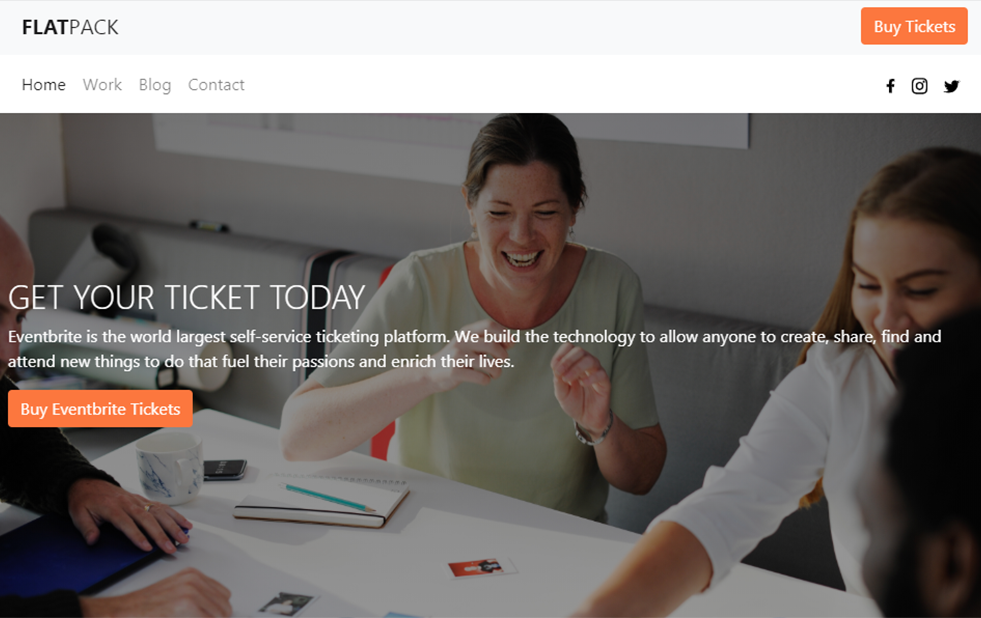 FLATPACK
Buy Tickets
Home Work Blog Contact
GET YOUR TICKET TODAY
Eventbrite is the world largest self-service ticketing platform. We build the technology to allow anyone to create, share, find and
attend new things to do that fuel their passions and enrich their lives.
Buy Eventbrite Tickets